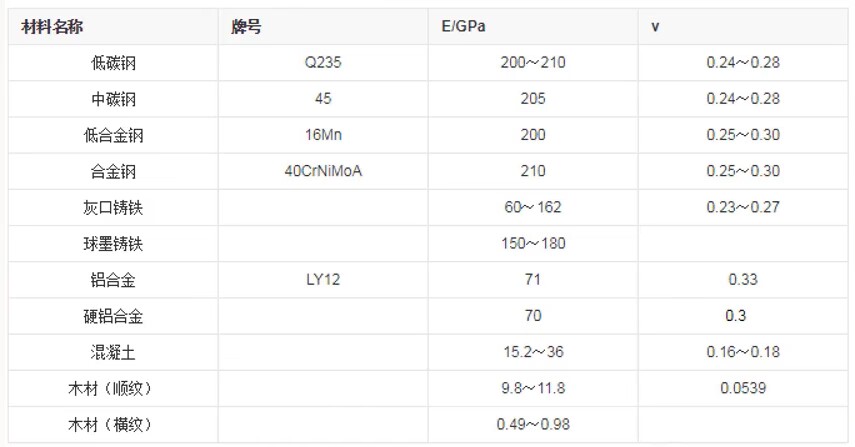 材料名称 牌号 E/GPa ν
低碳钢 Q235 200～210 0.24～0.28
中碳钢 45 205 0.24～0.28
低合金钢 16Mn 200 0.25～0.30
合金钢 40CrNiMoA 210 0.25～0.30
灰口铸铁 60～162 0.23～0.27
球墨铸铁 150～180
铝合金 LY12 71 0.33
硬铝合金 70 0.3
混凝土 15.2～36 0.16～0.18
木材（顺纹） 9.8～11.8 0.0539
木材（横纹） 0.49～0.98